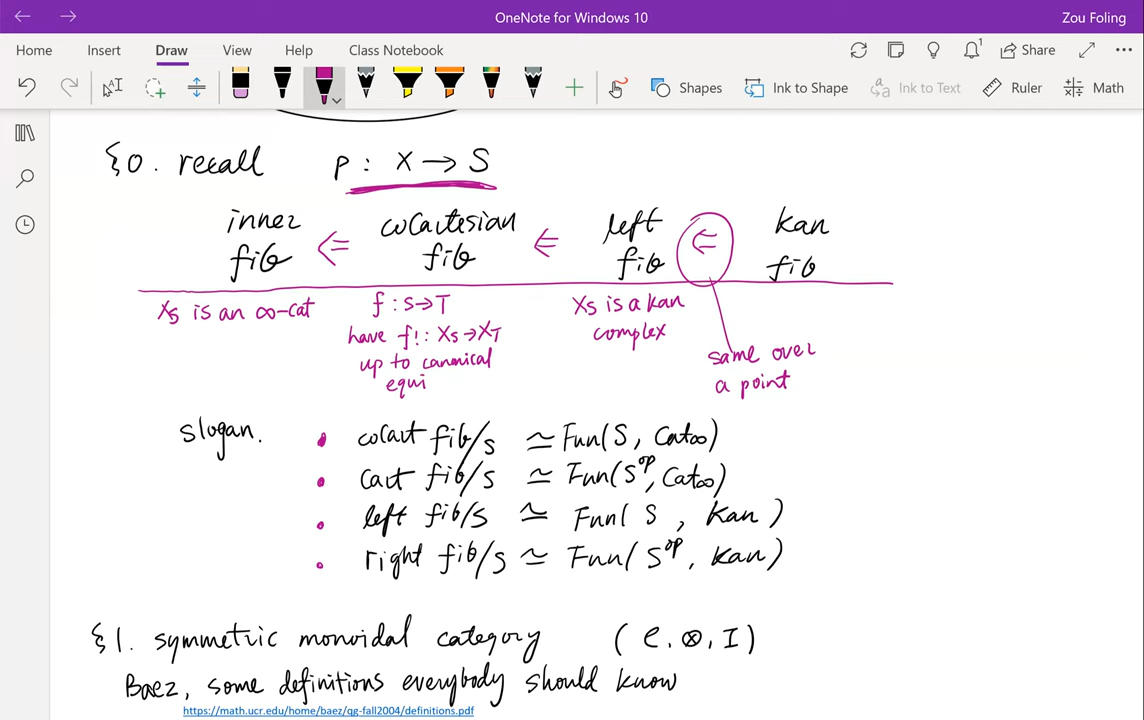 OneNote for Windows 10
Zou Foling
Home Insert Draw View Help Class Notebook
1 Share
Shapes Ink to Shape Ink to Text Ruler Math
§0. recall p : X → S
inner fib ⇐ cocartesian fib ⇐ left fib ⇐ kan fib
Xs is an ∞-cat
f : S→T
have f! : Xs→XT
up to canonical
equi
Xs is a kan
complex
same over
a point
slogan.
• cocart fib/s ≃ Fun(S, Cat∞)
• cart fib/s ≃ Fun(S^op, Cat∞)
• left fib/s ≃ Fun( S , kan )
• right fib/s ≃ Fun( S^op, kan )
§1. symmetric monoidal category (C, ⊗, I)
Baez, some definitions everybody should know
https://math.ucr.edu/home/baez/qg-fall2004/definitions.pdf